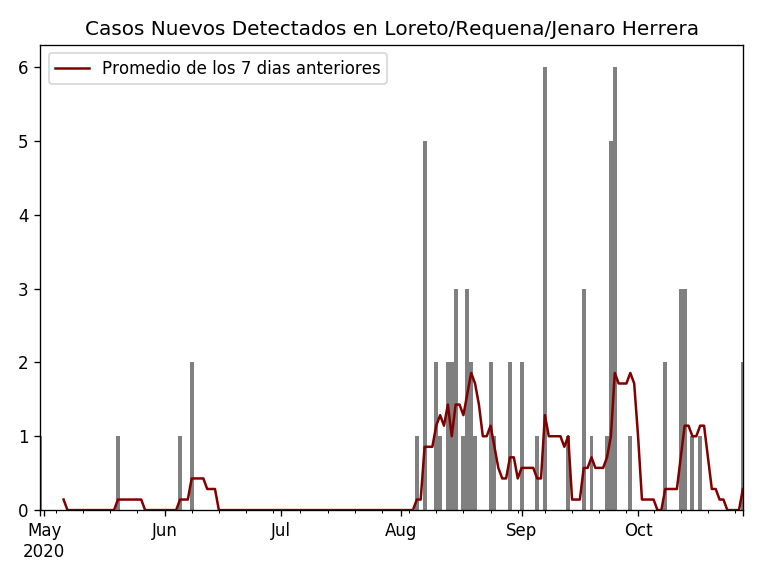 Casos Nuevos Detectados en Loreto/Requena/Jenaro Herrera
Promedio de los 7 dias anteriores
6
5
4
3
2
1
0
May Jun Jul Aug Sep Oct
2020